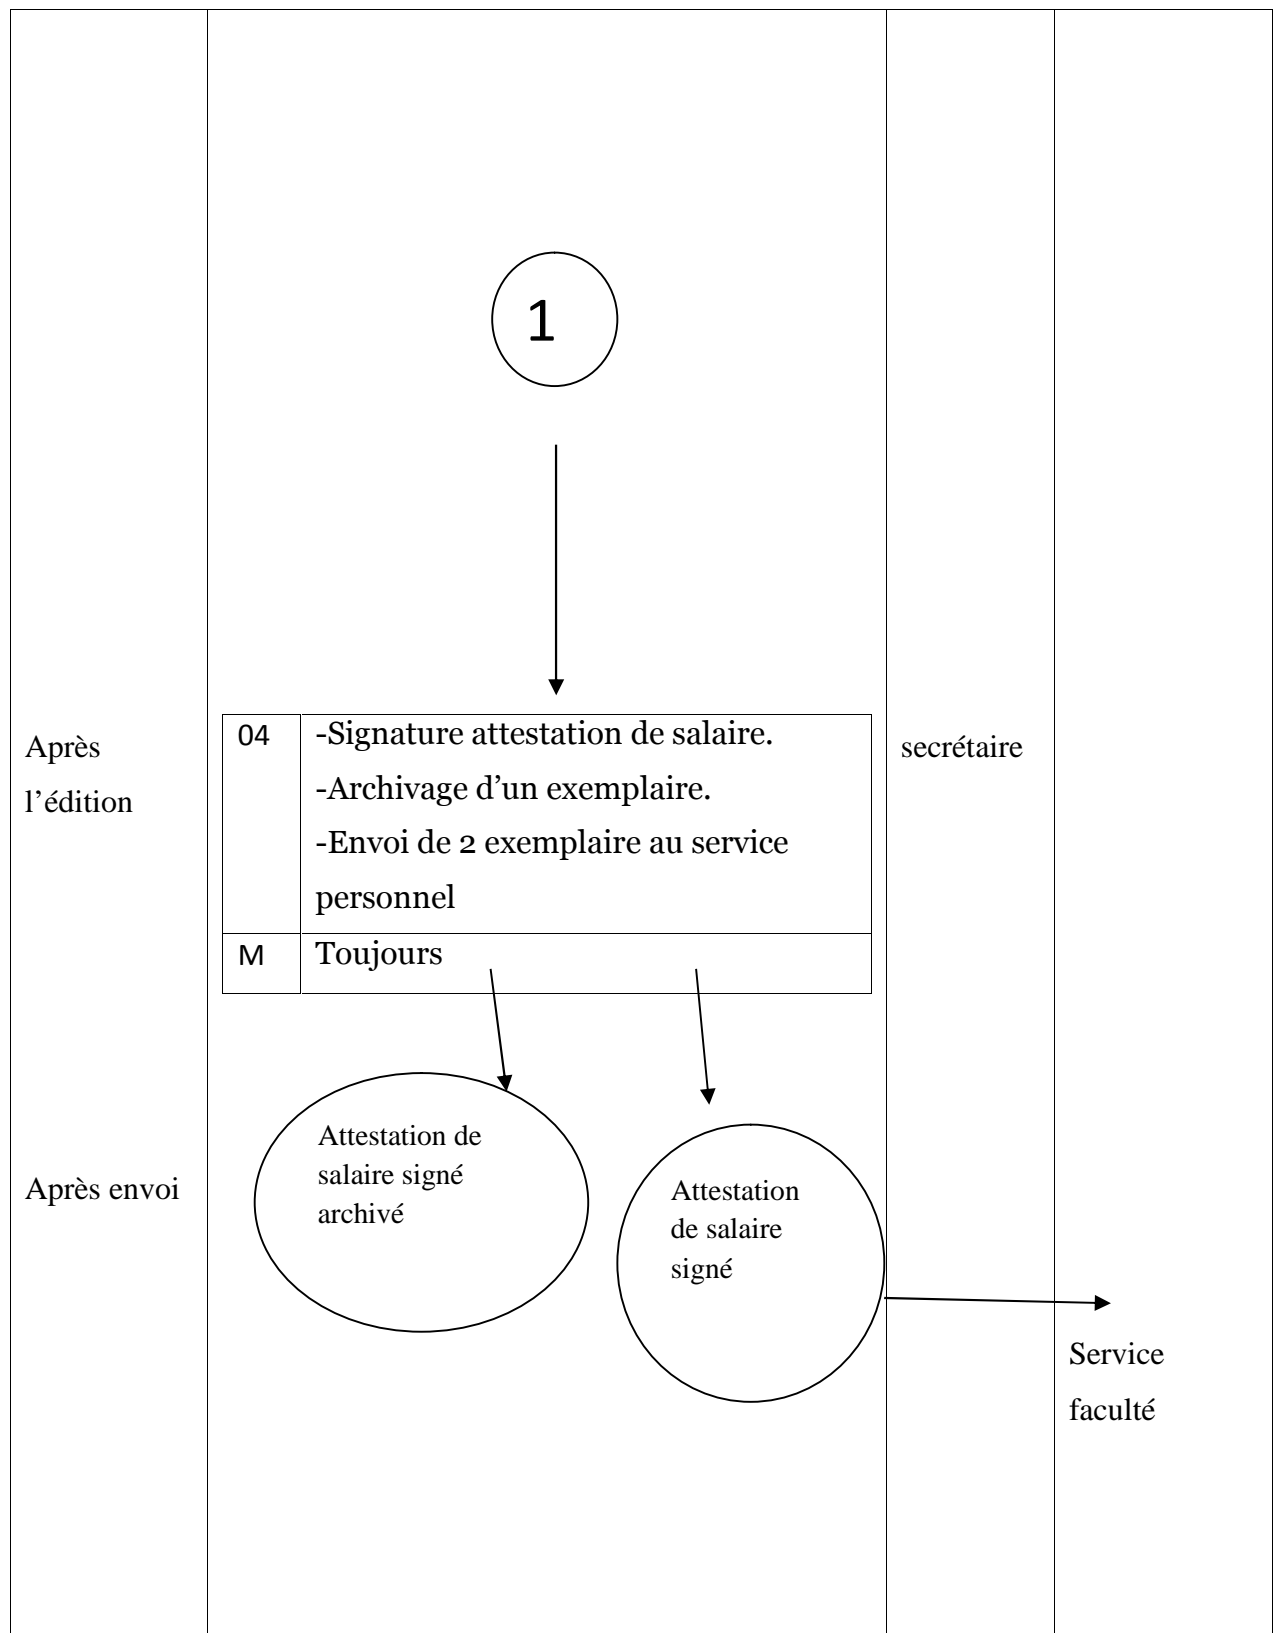 1
Après
l’édition
04
-Signature attestation de salaire.
-Archivage d’un exemplaire.
-Envoi de 2 exemplaire au service
personnel
M
Toujours
secrétaire
Après envoi
Attestation de
salaire signé
archivé
Attestation
de salaire
signé
Service
faculté